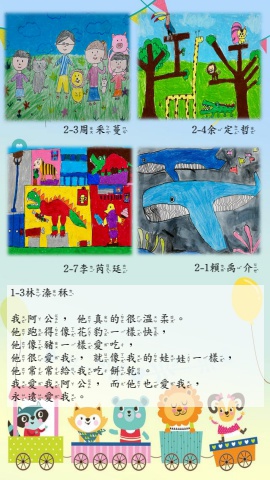 2-3周采蔓
2-4余定哲
2-7李芮廷
2-1賴禹介
1-3林溱秝
我阿公，他真的很溫柔。
他跑得像花豹一樣快，
他像豬一樣愛吃，
他很愛我，就像我的娃娃一樣，
他常常給我吃餅乾。
我愛我阿公，而他也愛我，
永遠愛我。